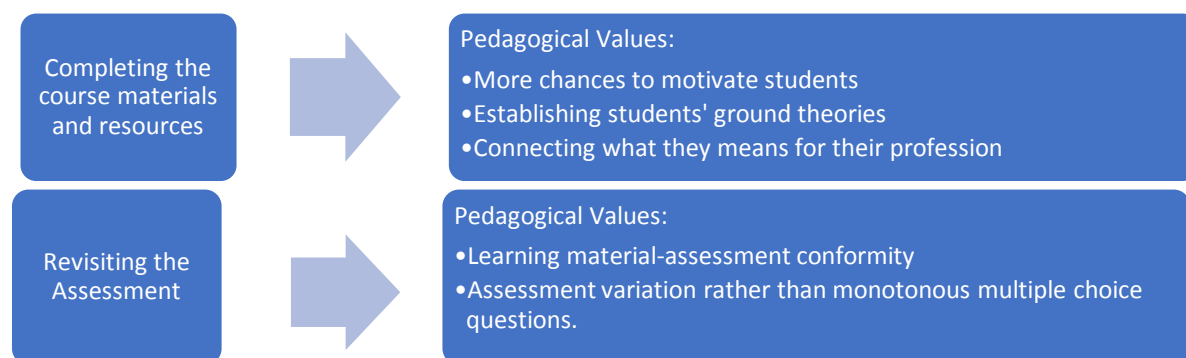 Completing the
course materials
and resources
Pedagogical Values:
•More chances to motivate students
•Establishing students' ground theories
•Connecting what they means for their profession
Revisiting the
Assessment
Pedagogical Values:
•Learning material-assessment conformity
•Assessment variation rather than monotonous multiple choice
questions.